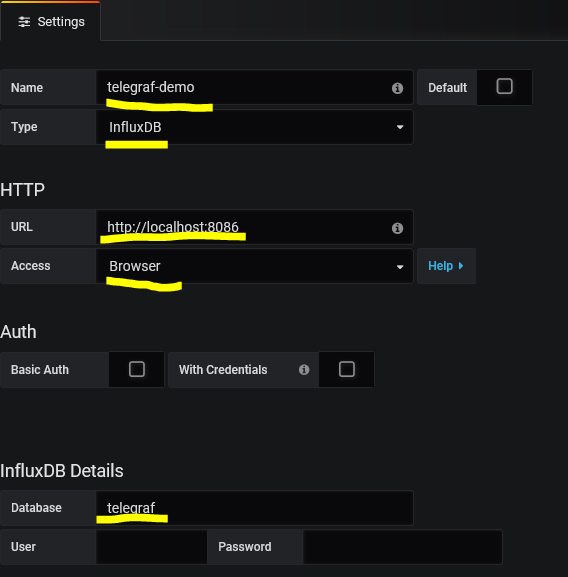 Settings
Name telegraf-demo Default
Type InfluxDB
HTTP
URL http://localhost:8086
Access Browser Help
Auth
Basic Auth With Credentials
InfluxDB Details
Database telegraf
User Password